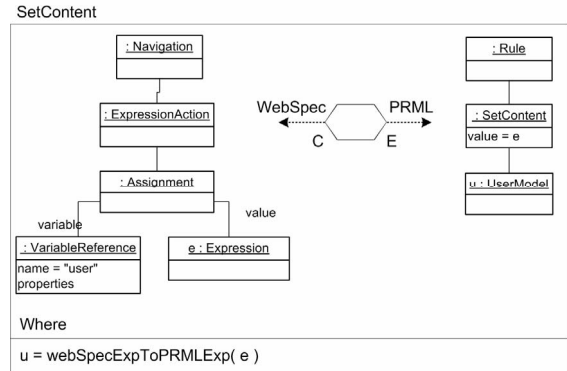 SetContent
: Navigation
: ExpressionAction
: Assignment
variable
value
: VariableReference
name = "user"
properties
e : Expression
WebSpec
PRML
C
E
: Rule
: SetContent
value = e
u : UserModel
Where
u = webSpecExpToPRMLExp( e )